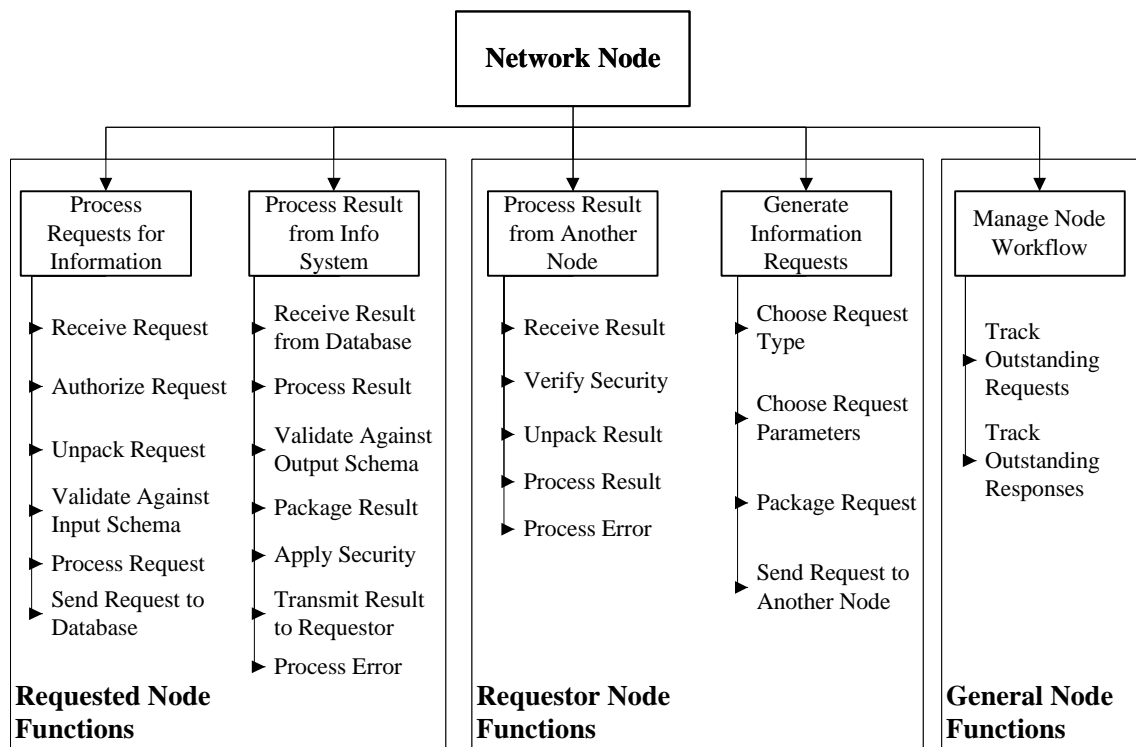 Network Node
Process
Requests for
Information
Receive Request
Authorize Request
Unpack Request
Validate Against
Input Schema
Process Request
Send Request to
Database
Process Result
from Info
System
Receive Result
from Database
Process Result
Validate Against
Output Schema
Package Result
Apply Security
Transmit Result
to Requestor
Process Error
Requested Node
Functions
Process Result
from Another
Node
Receive Result
Verify Security
Unpack Result
Process Result
Process Error
Generate
Information
Requests
Choose Request
Type
Choose Request
Parameters
Package Request
Send Request to
Another Node
Requestor Node
Functions
Manage Node
Workflow
Track
Outstanding
Requests
Track
Outstanding
Responses
General Node
Functions